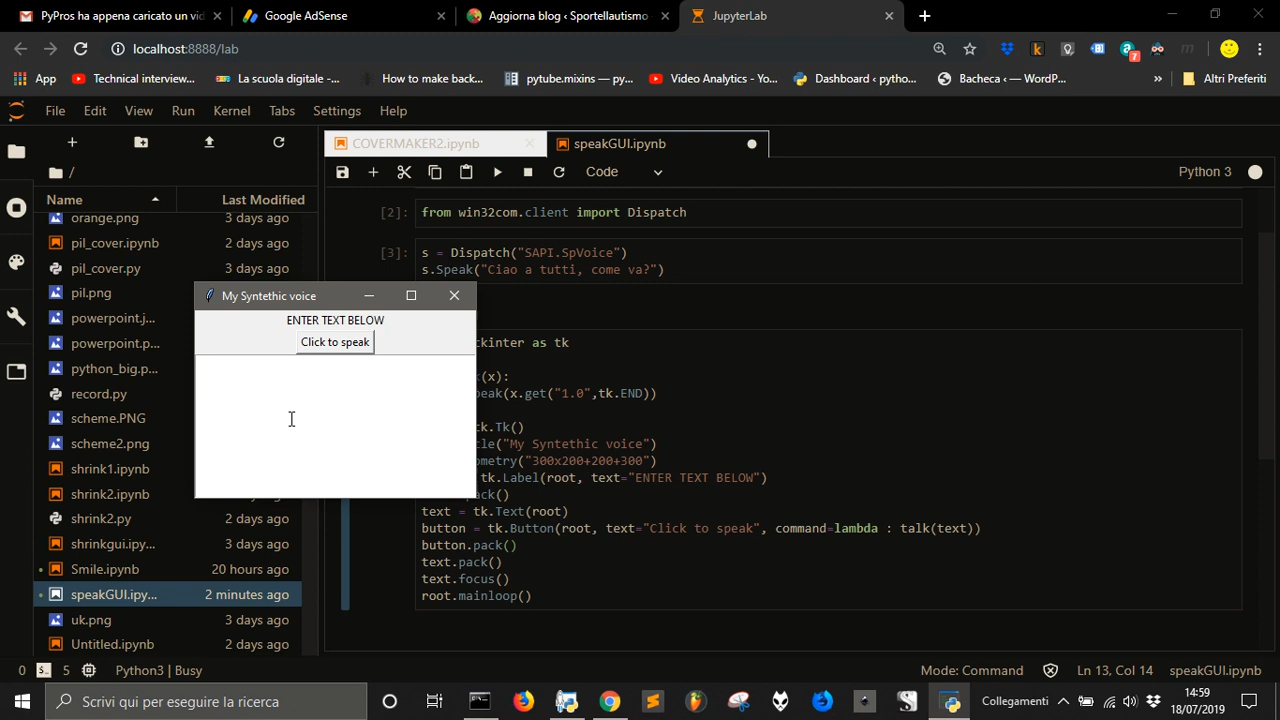 PyPros ha appena caricato un vid
Google AdSense
Aggiorna blog ‹ Sportellautismo
JupyterLab
localhost:8888/lab
7
App
Technical interview...
La scuola digitale -...
How to make back...
pytube.mixins — py...
Video Analytics - Yo...
Dashboard ‹ pytho...
Bacheca ‹ — WordP...
»
Altri Preferiti
File
Edit
View
Run
Kernel
Tabs
Settings
Help
COVERMAKER2.ipynb
speakGUI.ipynb
/
Code
Python 3
Name
Last Modified
orange.png 3 days ago
pil_cover.ipynb 2 days ago
pil_cover.py 3 days ago
pil.png 3 days ago
powerpoint.j...
powerpoint.p...
python_big.p...
record.py
scheme.PNG
scheme2.png
shrink1.ipynb
shrink2.ipynb
shrink2.py 2 days ago
shrinkgui.ipy... 3 days ago
Smile.ipynb 20 hours ago
speakGUI.ipy... 2 minutes ago
uk.png 3 days ago
Untitled.ipynb 2 days ago
[2]: from win32com.client import Dispatch
[3]: s = Dispatch("SAPI.SpVoice")
s.Speak("Ciao a tutti, come va?")
My Syntethic voice
ENTER TEXT BELOW
Click to speak
tkinter as tk
(x):
peak(x.get("1.0",tk.END))
tk.Tk()
tle("My Syntethic voice")
ometry("300x200+200+300")
tk.Label(root, text="ENTER TEXT BELOW")
pack()
text = tk.Text(root)
button = tk.Button(root, text="Click to speak", command=lambda : talk(text))
button.pack()
text.pack()
text.focus()
root.mainloop()
0
5
Python3 | Busy
Mode: Command
Ln 13, Col 14
speakGUI.ipynb
Scrivi qui per eseguire la ricerca
Collegamenti
4:59
18/07/2019